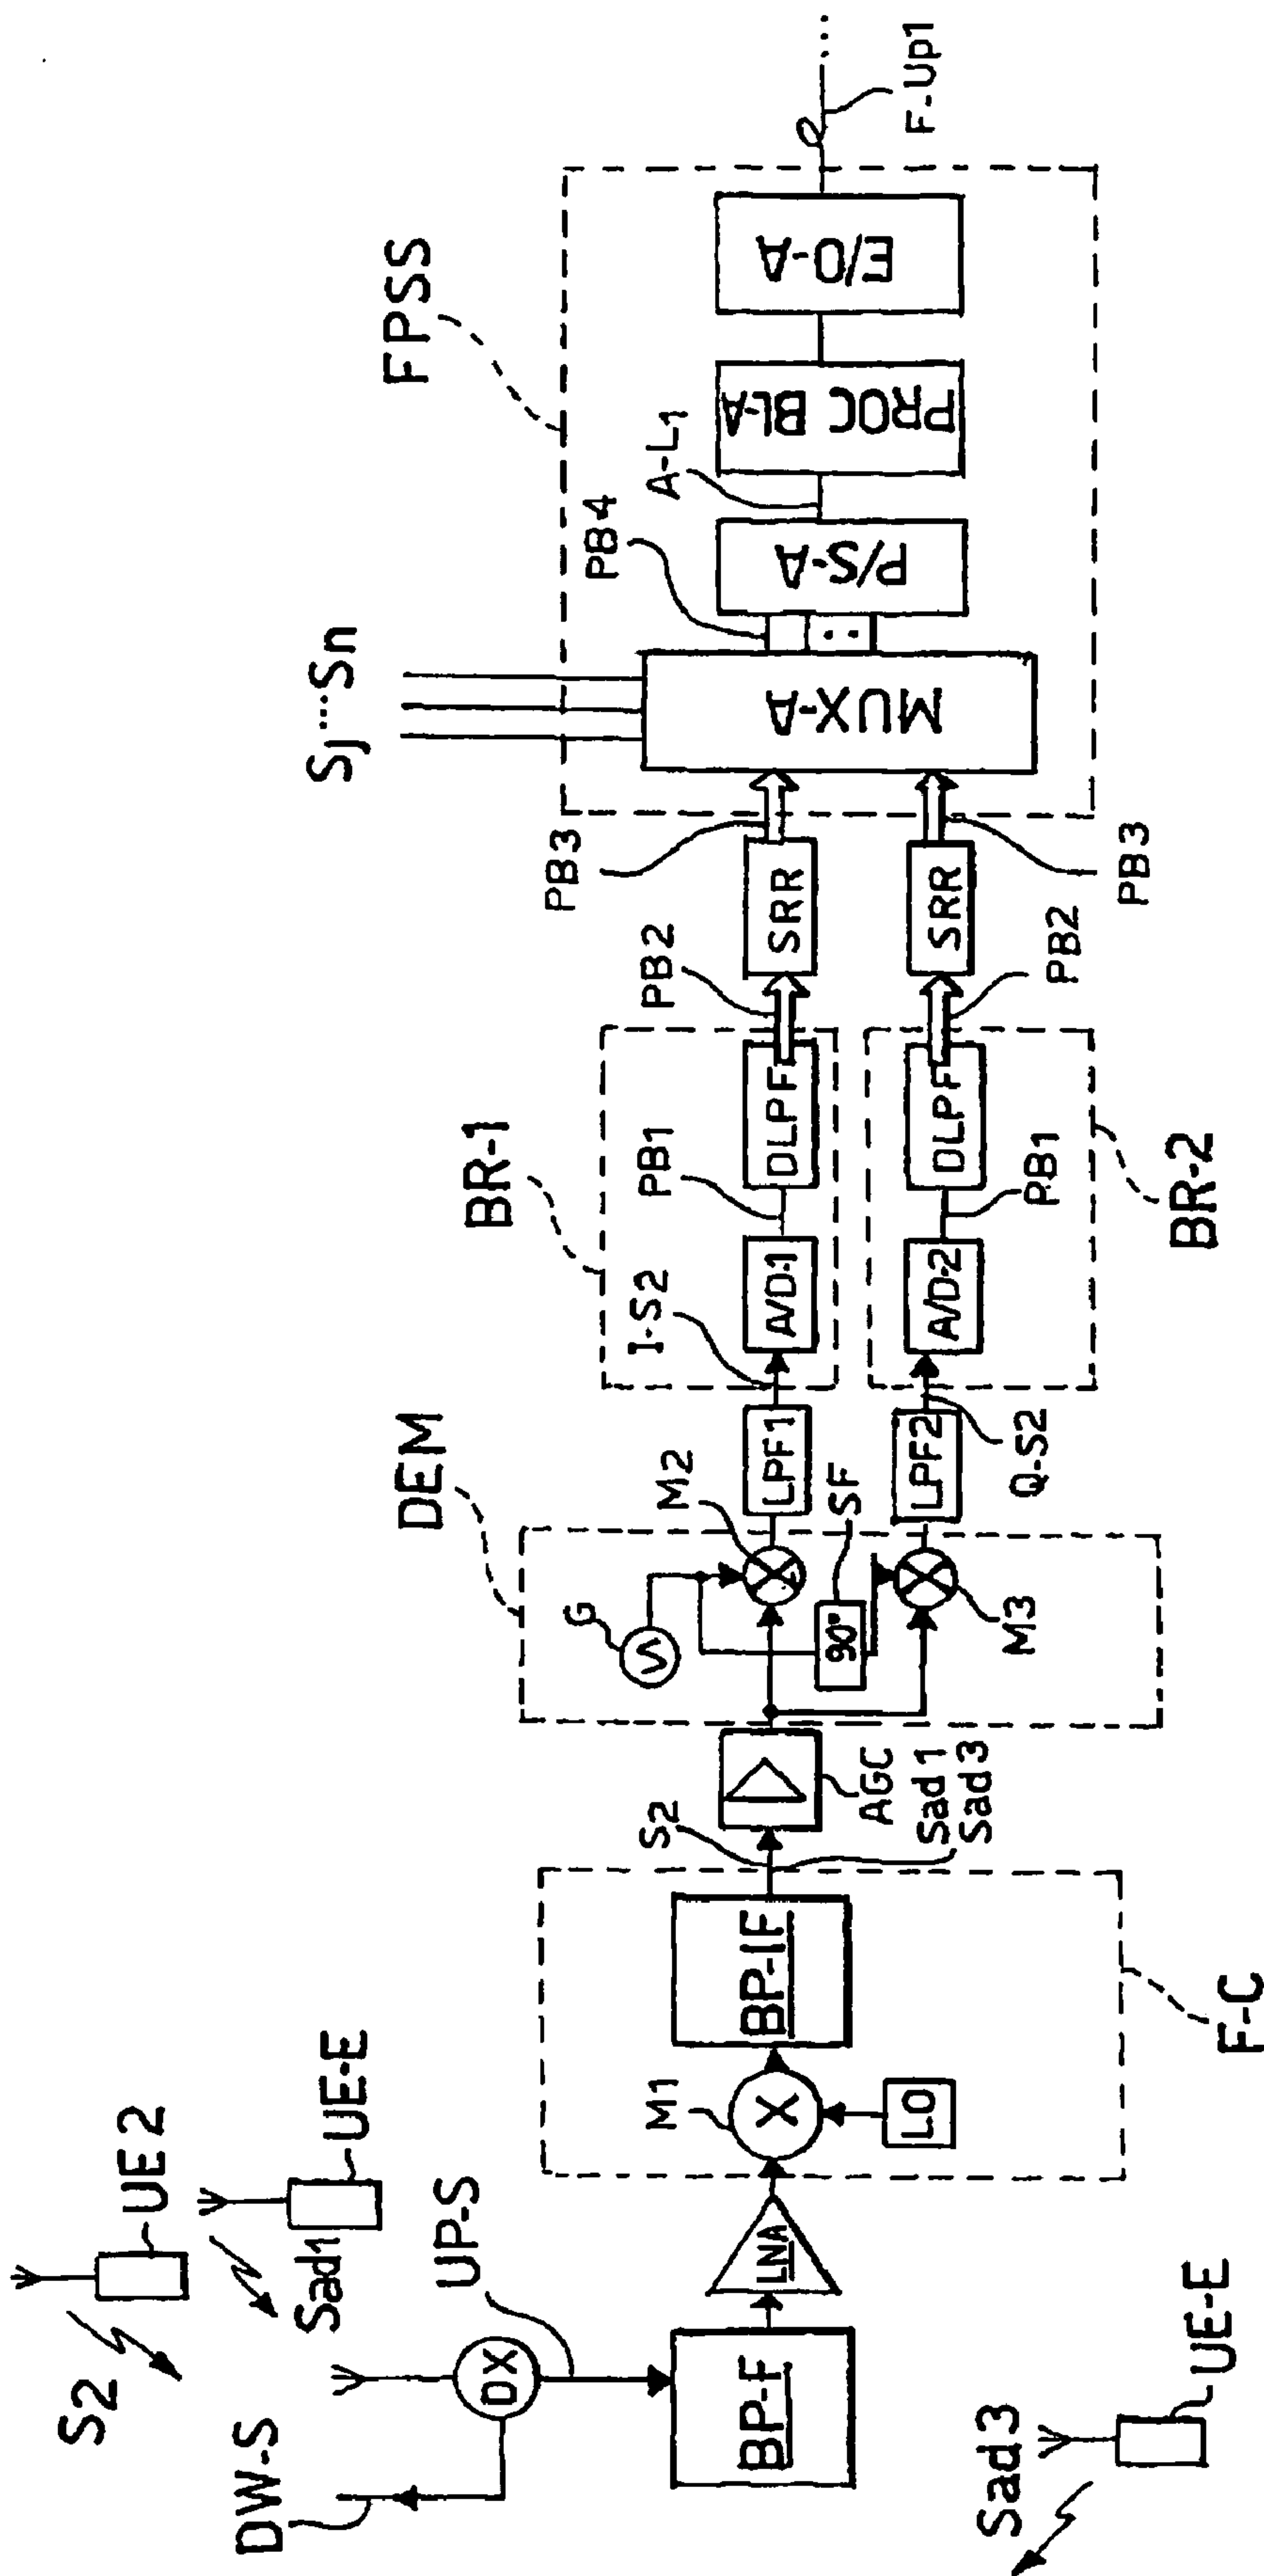 S2
UE2
Sad1
UE-E
DW-S
DX
UP-S
BP-F
LNA
Sad3
UE-E
M1
X
LO
BP-IF
F-C
S2
Sad1
Sad3
AGC
DEM
G
M2
90°
SF
M3
LPF1
LPF2
I-S2
Q-S2
BR-1
A/D-1
PB1
DLPF
PB2
BR-2
A/D-2
PB1
DLPF
PB2
SRR
PB3
SRR
PB3
Sj...Sn
FPSS
MUX-A
PB4
P/S-A
A-L1
PROC BL-A
E/O-A
F-Up1
...